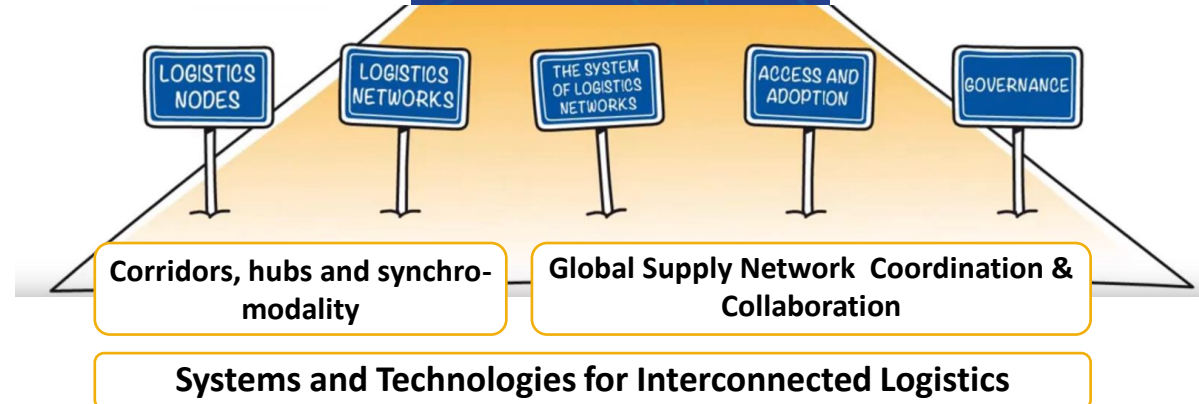 LOGISTICS
NODES
LOGISTICS
NETWORKS
THE SYSTEM
OF LOGISTICS
NETWORKS
ACCESS AND
ADOPTION
GOVERNANCE
Corridors, hubs and synchro-
modality
Global Supply Network  Coordination &
Collaboration
Systems and Technologies for Interconnected Logistics